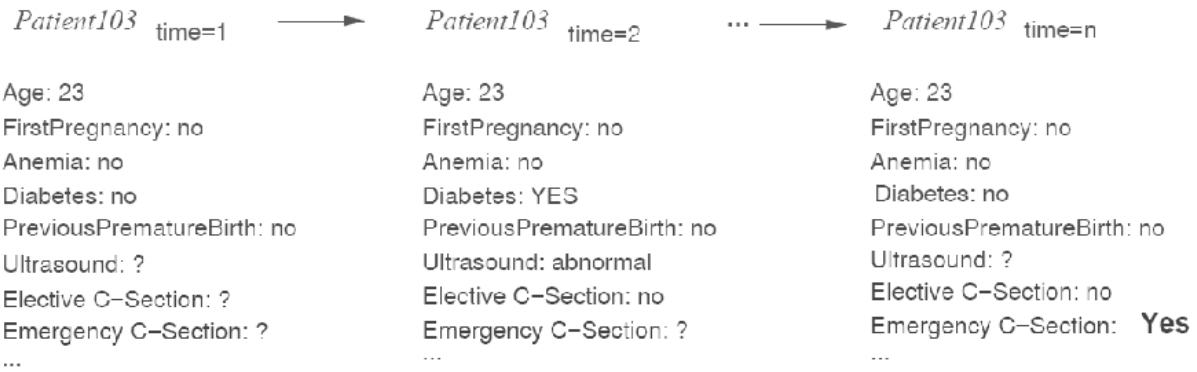 Patient103 time=1 Patient103 time=2 ... Patient103 time=n
Age: 23
FirstPregnancy: no
Anemia: no
Diabetes: no
PreviousPrematureBirth: no
Ultrasound: ?
Elective C–Section: ?
Emergency C–Section: ?
...
Age: 23
FirstPregnancy: no
Anemia: no
Diabetes: YES
PreviousPrematureBirth: no
Ultrasound: abnormal
Elective C–Section: no
Emergency C–Section: ?
...
Age: 23
FirstPregnancy: no
Anemia: no
Diabetes: no
PreviousPrematureBirth: no
Ultrasound: ?
Elective C–Section: no
Emergency C–Section: Yes
...